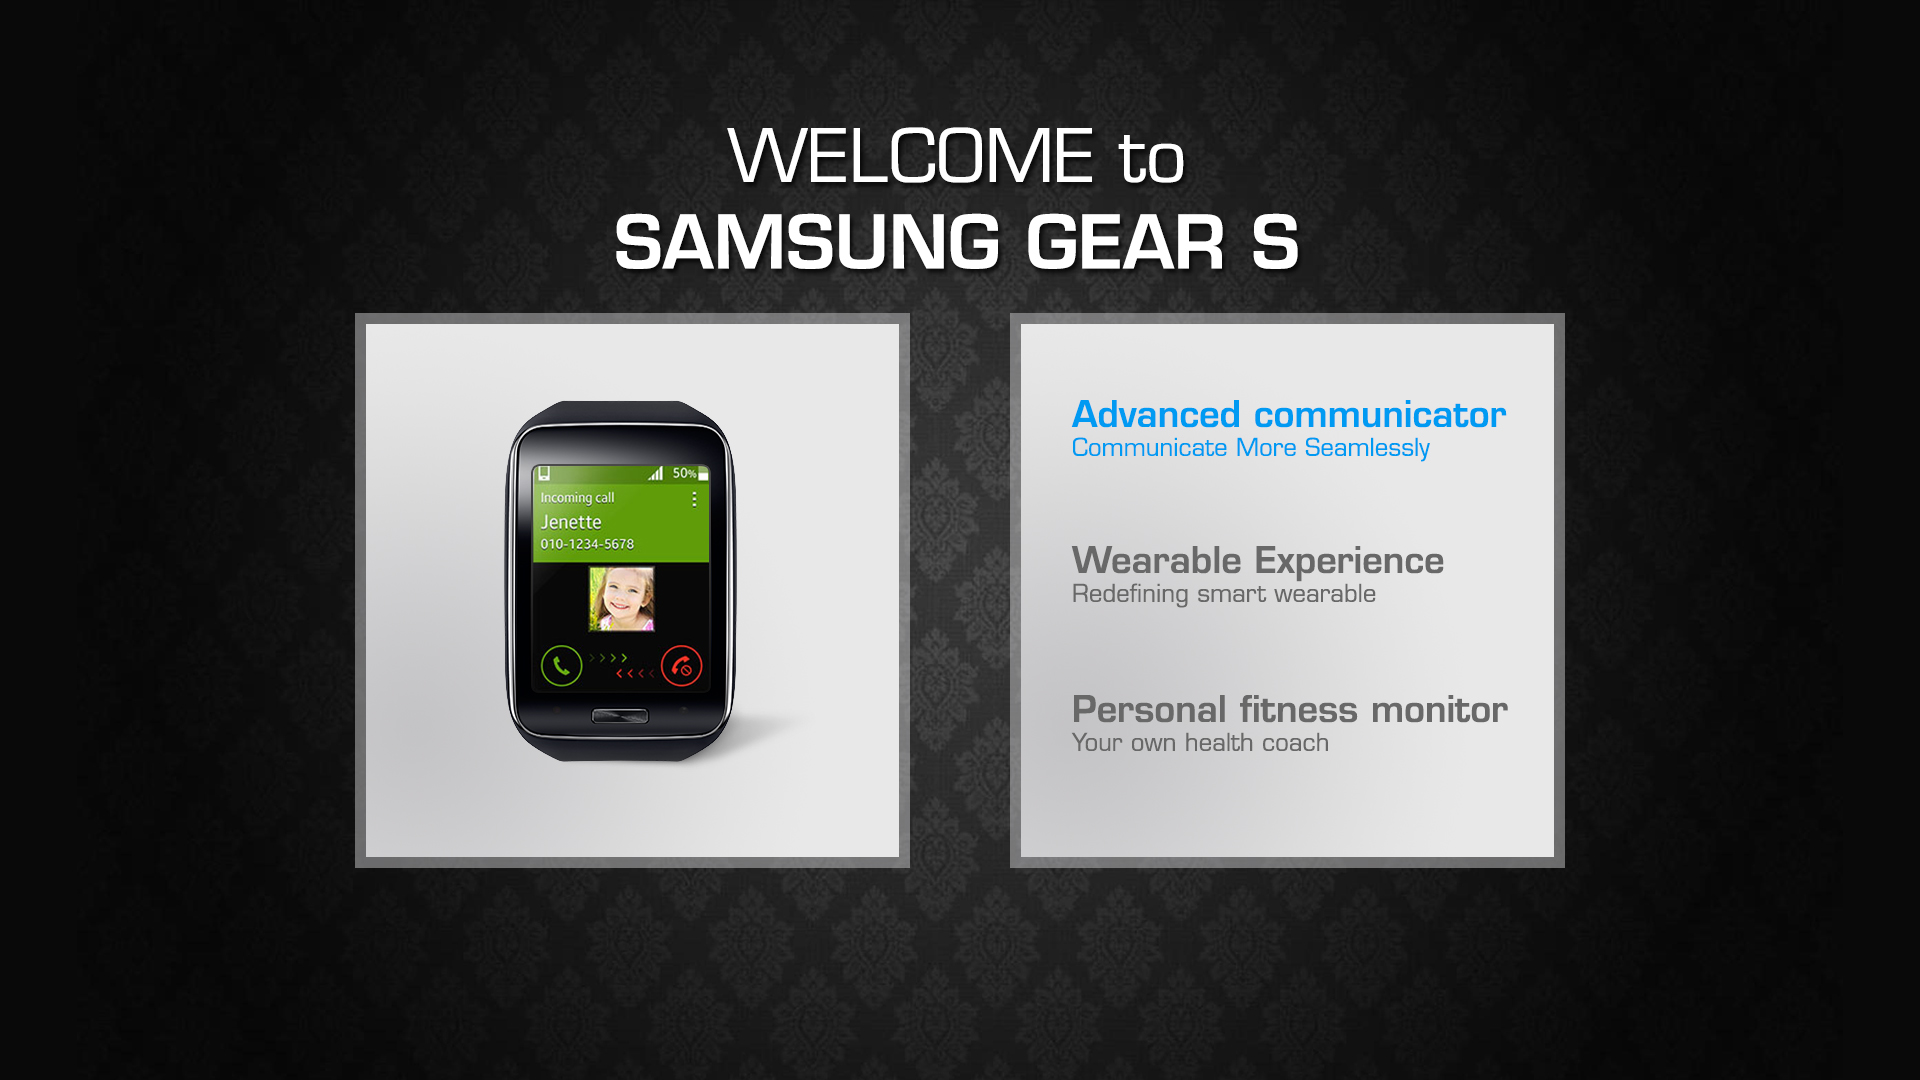 WELCOME to
SAMSUNG GEAR S
50%
Incoming call
Jenette
010-1234-5678
Advanced communicator
Communicate More Seamlessly
Wearable Experience
Redefining smart wearable
Personal fitness monitor
Your own health coach